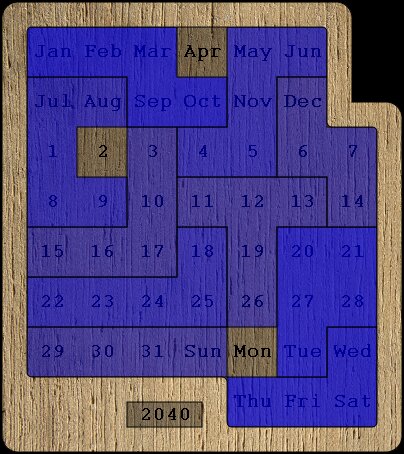 Jan Feb Mar Apr May Jun
Jul Aug Sep Oct Nov Dec
1 2 3 4 5 6 7
8 9 10 11 12 13 14
15 16 17 18 19 20 21
22 23 24 25 26 27 28
29 30 31 Sun Mon Tue Wed
Thu Fri Sat
2040